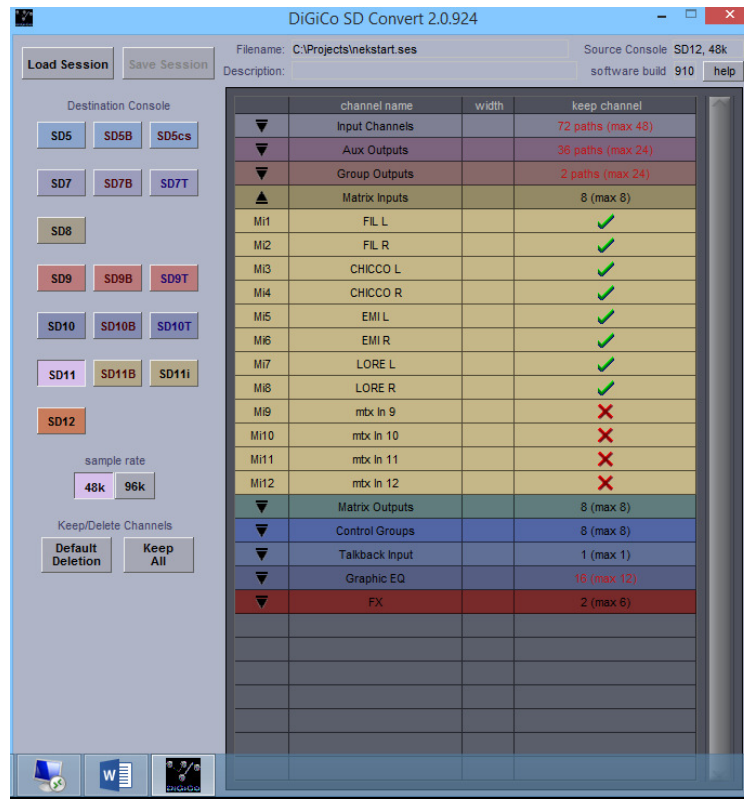 DiGiCo SD Convert 2.0.924
Load Session
Save Session
Filename: C:\Projects\nekstart.ses
Source Console SD12, 48k
Description:
software build 910
help
Destination Console
SD5 SD5B SD5cs
SD7 SD7B SD7T
SD8
SD9 SD9B SD9T
SD10 SD10B SD10T
SD11 SD11B SD11i
SD12
sample rate
48k 96k
Keep/Delete Channels
Default Deletion
Keep All
channel name width keep channel
Input Channels 72 paths (max 48)
Aux Outputs 36 paths (max 24)
Group Outputs 2 paths (max 24)
Matrix Inputs 8 (max 8)
Mi1 FIL L
Mi2 FIL R
Mi3 CHICCO L
Mi4 CHICCO R
Mi5 EMI L
Mi6 EMI R
Mi7 LORE L
Mi8 LORE R
Mi9 mtx In 9
Mi10 mtx In 10
Mi11 mtx In 11
Mi12 mtx In 12
Matrix Outputs 8 (max 8)
Control Groups 8 (max 8)
Talkback Input 1 (max 1)
Graphic EQ 16 (max 12)
FX 2 (max 6)
W
DiGiCo